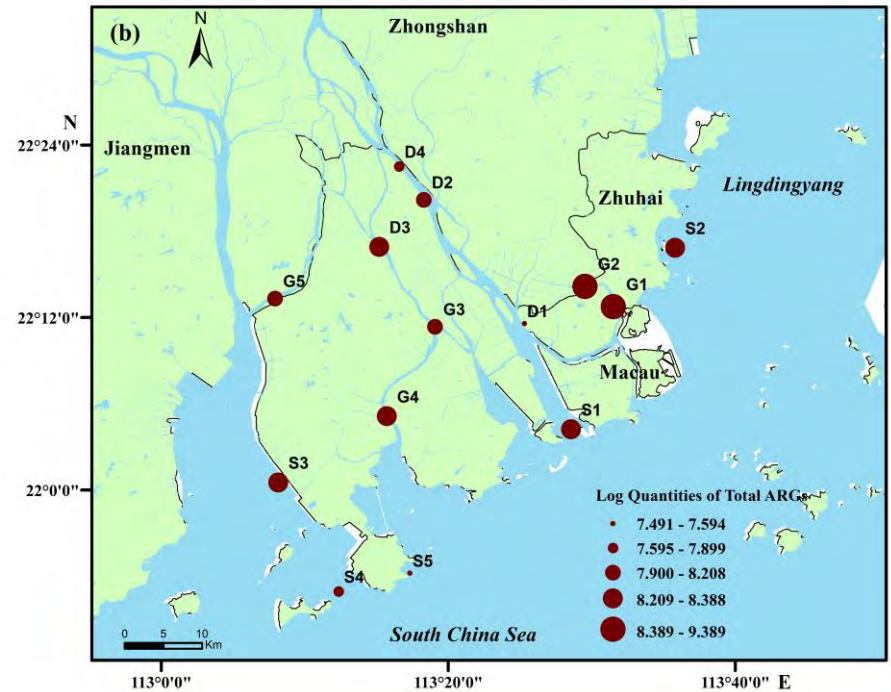 (b)
N
Zhongshan
N
22°24'0"
Jiangmen
D4
D2
Zhuhai
Lingdingyang
D3
S2
G5
G2
G1
22°12'0"
G3
D1
Macau
G4
S1
S3
22°0'0"
Log Quantities of Total ARGs
7.491 - 7.594
7.595 - 7.899
7.900 - 8.208
8.209 - 8.388
8.389 - 9.389
S5
S4
South China Sea
0 5 10
Km
113°0'0"
113°20'0"
113°40'0" E